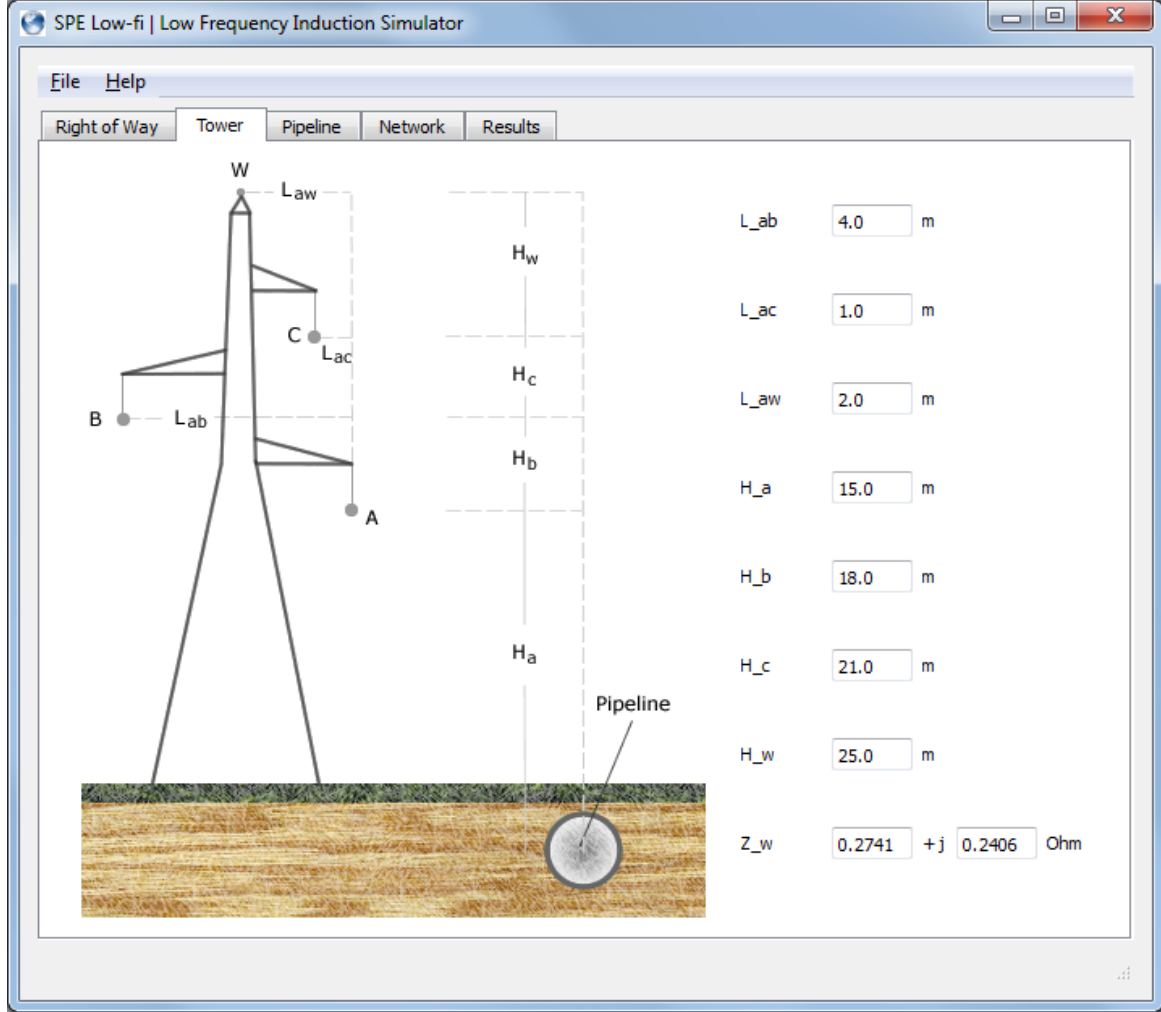 SPE Low-fi | Low Frequency Induction Simulator
File Help
Right of Way Tower Pipeline Network Results
W
Law
Hw
C
Lac
Hc
B
Lab
Hb
A
Ha
Pipeline
L_ab 4.0 m
L_ac 1.0 m
L_aw 2.0 m
H_a 15.0 m
H_b 18.0 m
H_c 21.0 m
H_w 25.0 m
Z_w 0.2741 +j 0.2406 Ohm